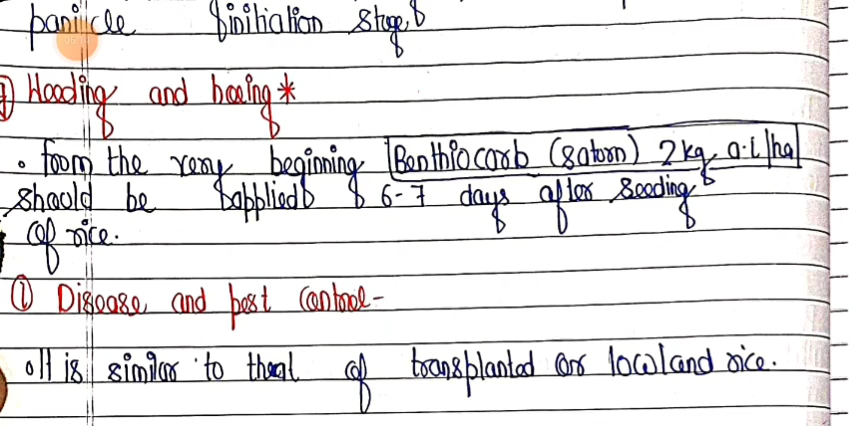 panicle initiation stage
Weeding and hoeing *
• from the very beginning Benthiocarb (Saturn) 2 kg a.i/ha
should be applied 6-7 days after seeding
of rice.
① Disease and pest control-
It is similar to that of transplanted or lowland rice.